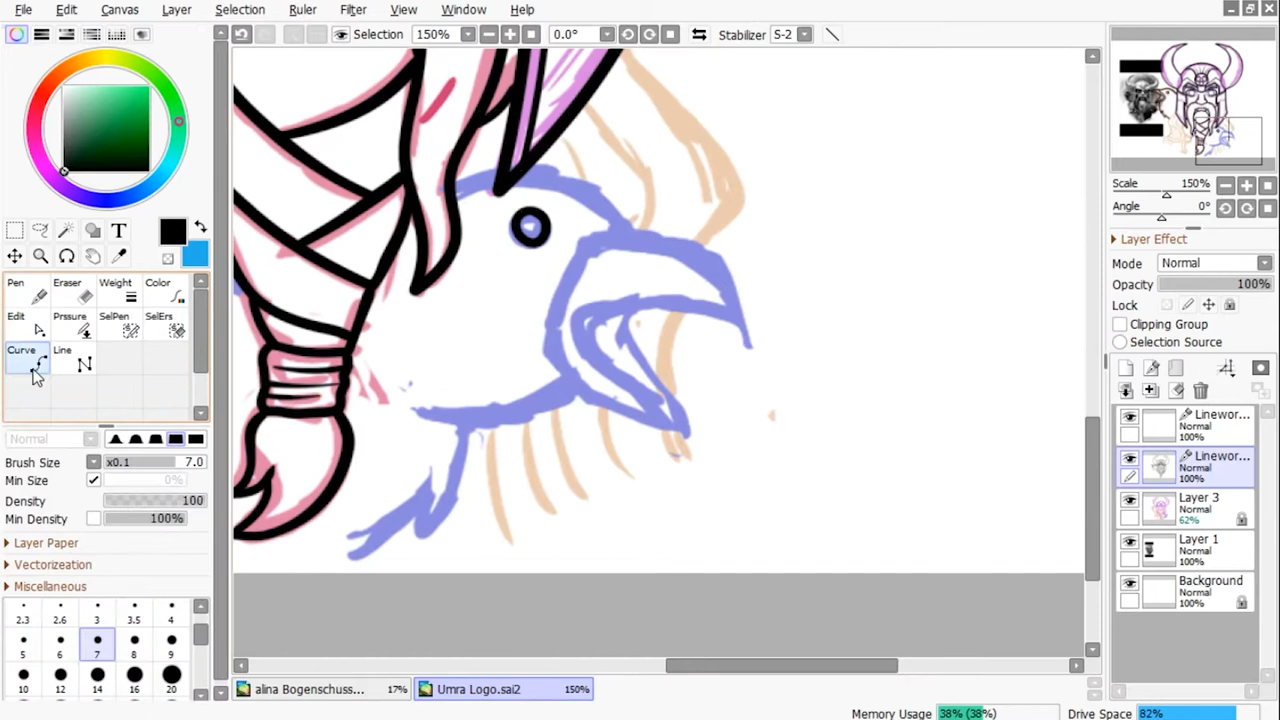 File Edit Canvas Layer Selection Ruler Filter View Window Help
Selection 150% 0.0° Stabilizer S-2
Scale 150%
Angle 0°
Layer Effect
Mode Normal
Opacity 100%
Lock
Clipping Group
Selection Source
T
Pen Eraser Weight Color
Edit Prssure SelPen SelErs
Curve Line
Normal
Brush Size x0.1 7.0
Min Size 0%
Density 100
Min Density 100%
Layer Paper
Vectorization
Miscellaneous
2.3 2.6 3 3.5 4
5 6 7 8 9
10 12 14 16 20
Linewor...
Normal
100%
Linewor...
Normal
100%
Layer 3
Normal
62%
Layer 1
Normal
100%
Background
Normal
100%
alina Bogenschuss... 17% Umra Logo.sai2 150%
Memory Usage 38% (38%) Drive Space 82%